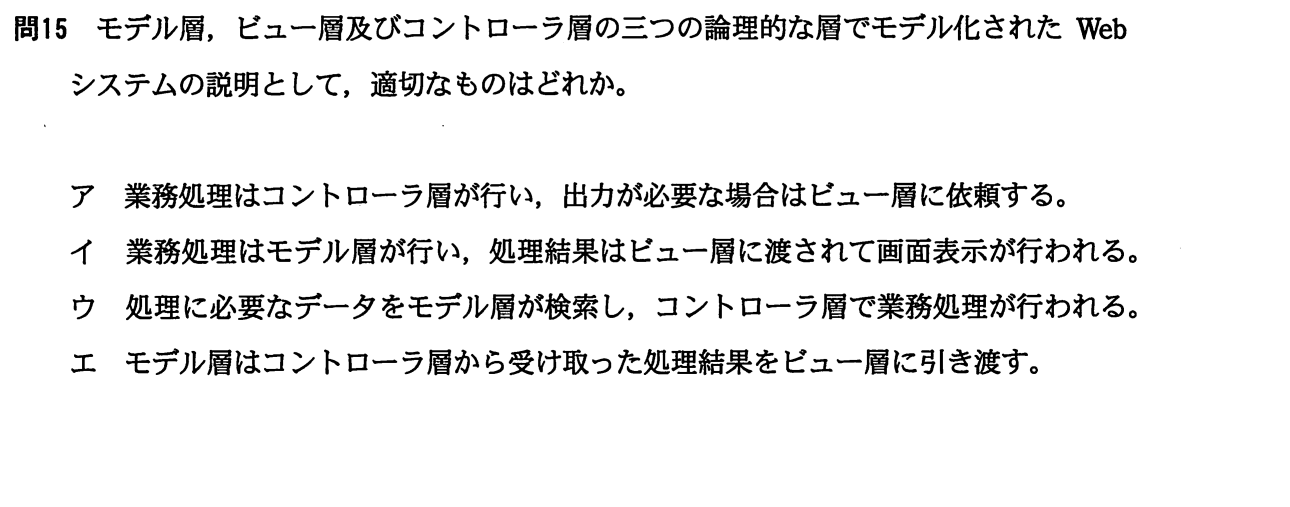 問15 モデル層，ビュー層及びコントローラ層の三つの論理的な層でモデル化された Web
システムの説明として，適切なものはどれか。
ア 業務処理はコントローラ層が行い，出力が必要な場合はビュー層に依頼する。
イ 業務処理はモデル層が行い，処理結果はビュー層に渡されて画面表示が行われる。
ウ 処理に必要なデータをモデル層が検索し，コントローラ層で業務処理が行われる。
エ モデル層はコントローラ層から受け取った処理結果をビュー層に引き渡す。